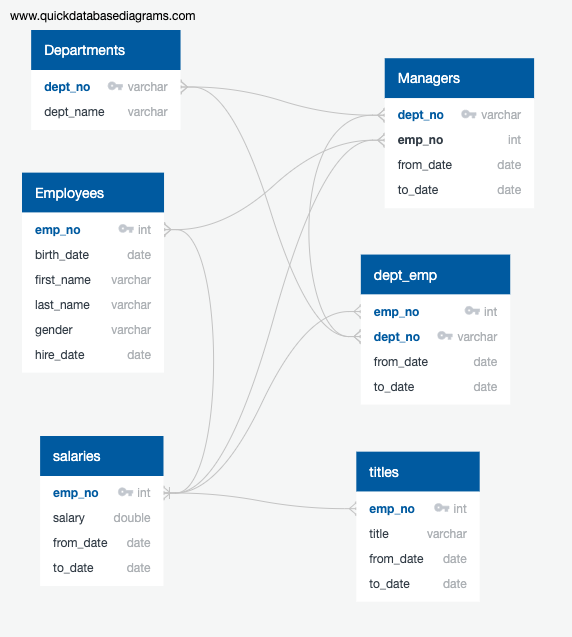 www.quickdatabasediagrams.com
Departments
dept_no varchar
dept_name varchar
Managers
dept_no varchar
emp_no int
from_date date
to_date date
Employees
emp_no int
birth_date date
first_name varchar
last_name varchar
gender varchar
hire_date date
dept_emp
emp_no int
dept_no varchar
from_date date
to_date date
salaries
emp_no int
salary double
from_date date
to_date date
titles
emp_no int
title varchar
from_date date
to_date date